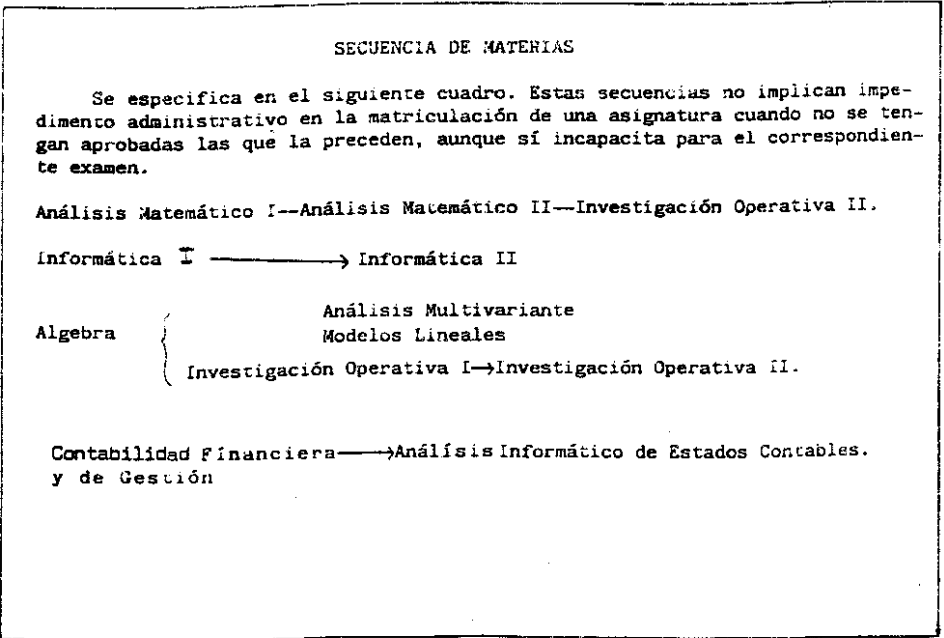 SECUENCIA DE MATERIAS
Se especifica en el siguiente cuadro. Estas secuencias no implican impe-
dimento administrativo en la matriculación de una asignatura cuando no se ten-
gan aprobadas las que la preceden, aunque sí incapacita para el correspondien-
te examen.
Análisis Matemático I--Análisis Matemático II--Investigación Operativa II.
Informática I ⟶ Informática II
Análisis Multivariante
Algebra { Modelos Lineales
Investigación Operativa I→Investigación Operativa II.
Contabilidad Financiera⟶Análísis Informático de Estados Contables.
y de Gestión